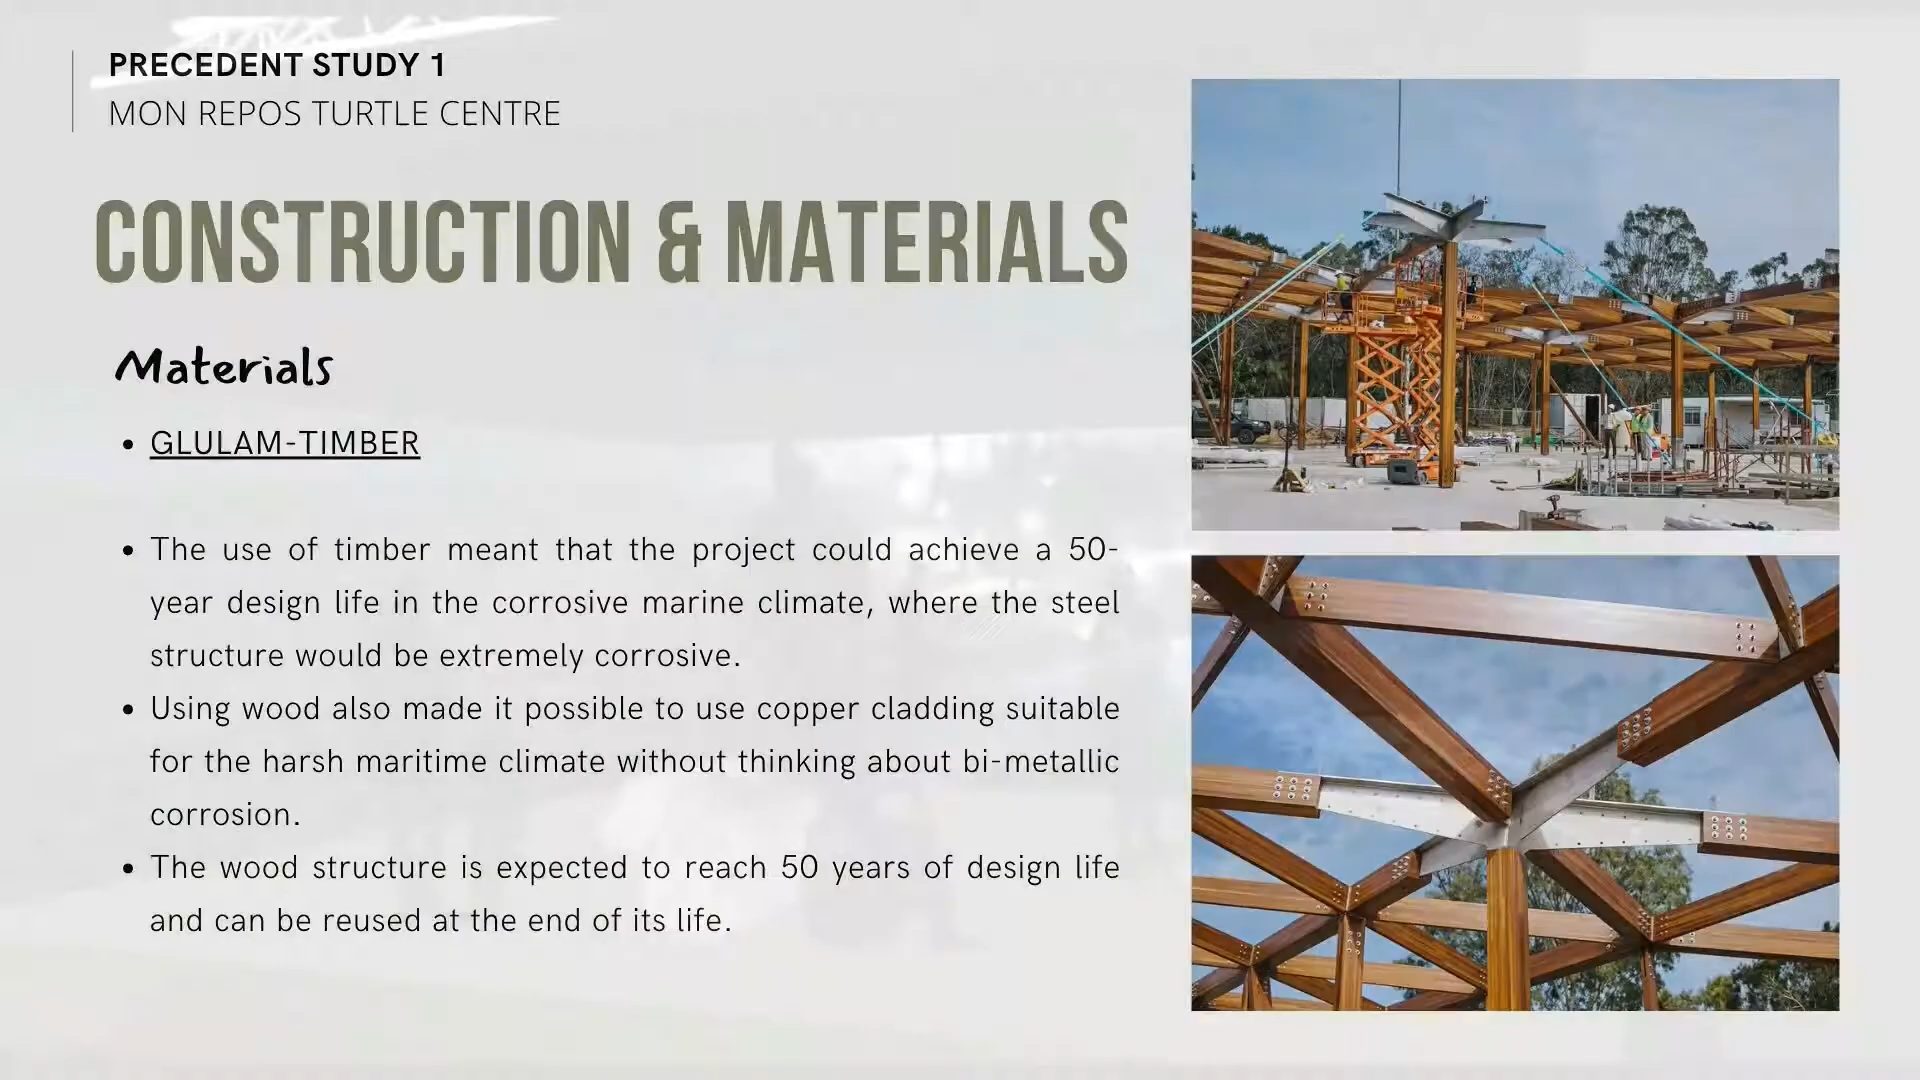 PRECEDENT STUDY 1
MON REPOS TURTLE CENTRE
CONSTRUCTION & MATERIALS
Materials
• GLULAM-TIMBER
• The use of timber meant that the project could achieve a 50-
year design life in the corrosive marine climate, where the steel
structure would be extremely corrosive.
• Using wood also made it possible to use copper cladding suitable
for the harsh maritime climate without thinking about bi-metallic
corrosion.
• The wood structure is expected to reach 50 years of design life
and can be reused at the end of its life.